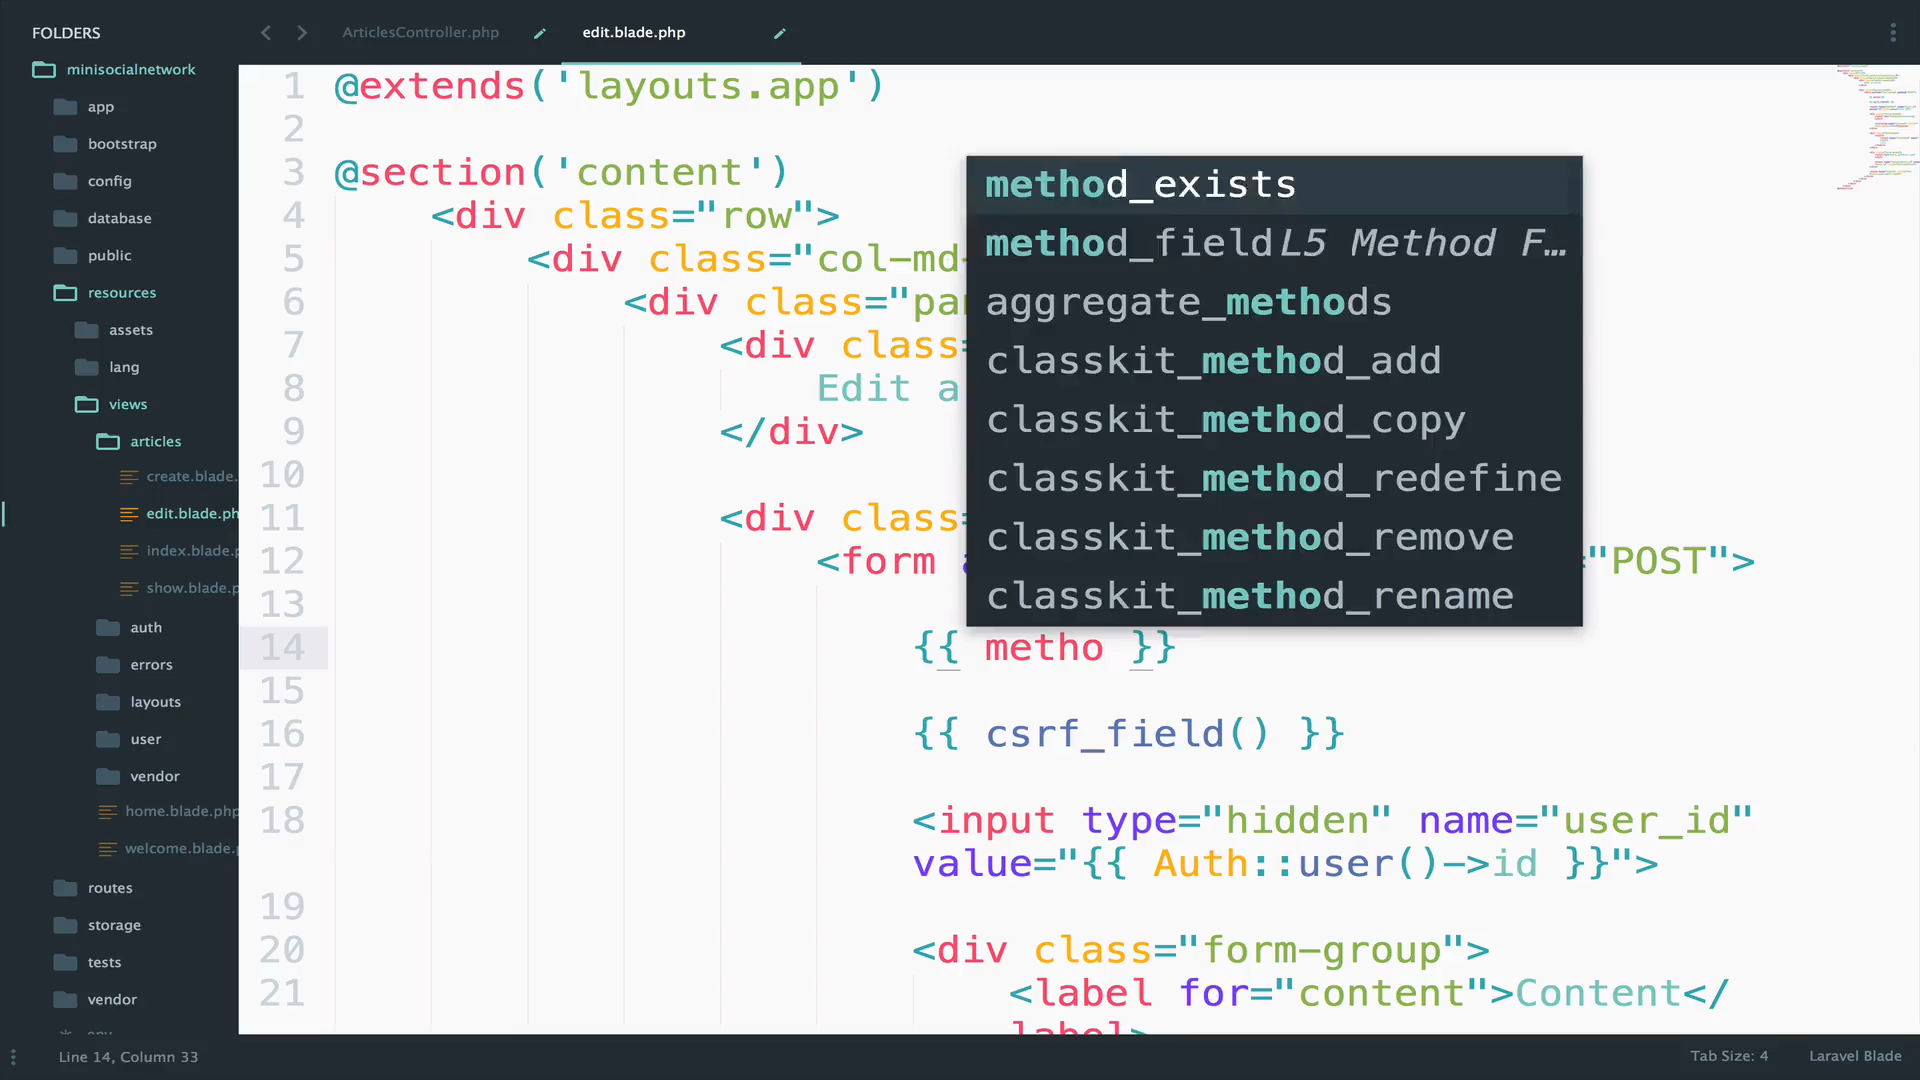 FOLDERS
minisocialnetwork
app
bootstrap
config
database
public
resources
assets
lang
views
articles
create.blade.
edit.blade.ph
index.blade.p
show.blade.p
auth
errors
layouts
user
vendor
home.blade.php
welcome.blade.p
routes
storage
tests
vendor
ArticlesController.php
edit.blade.php
1 @extends('layouts.app')
2
3 @section('content')
4 <div class="row">
5 <div class="col-md-
6 <div class="pan
7 <div class=
8 Edit a
9 </div>
10
11 <div class=
12 <form a ="POST">
13
14 {{ metho }}
15
16 {{ csrf_field() }}
17
18 <input type="hidden" name="user_id"
value="{{ Auth::user()->id }}">
19
20 <div class="form-group">
21 <label for="content">Content</
label>
method_exists
method_field L5 Method F…
aggregate_methods
classkit_method_add
classkit_method_copy
classkit_method_redefine
classkit_method_remove
classkit_method_rename
Line 14, Column 33
Tab Size: 4
Laravel Blade